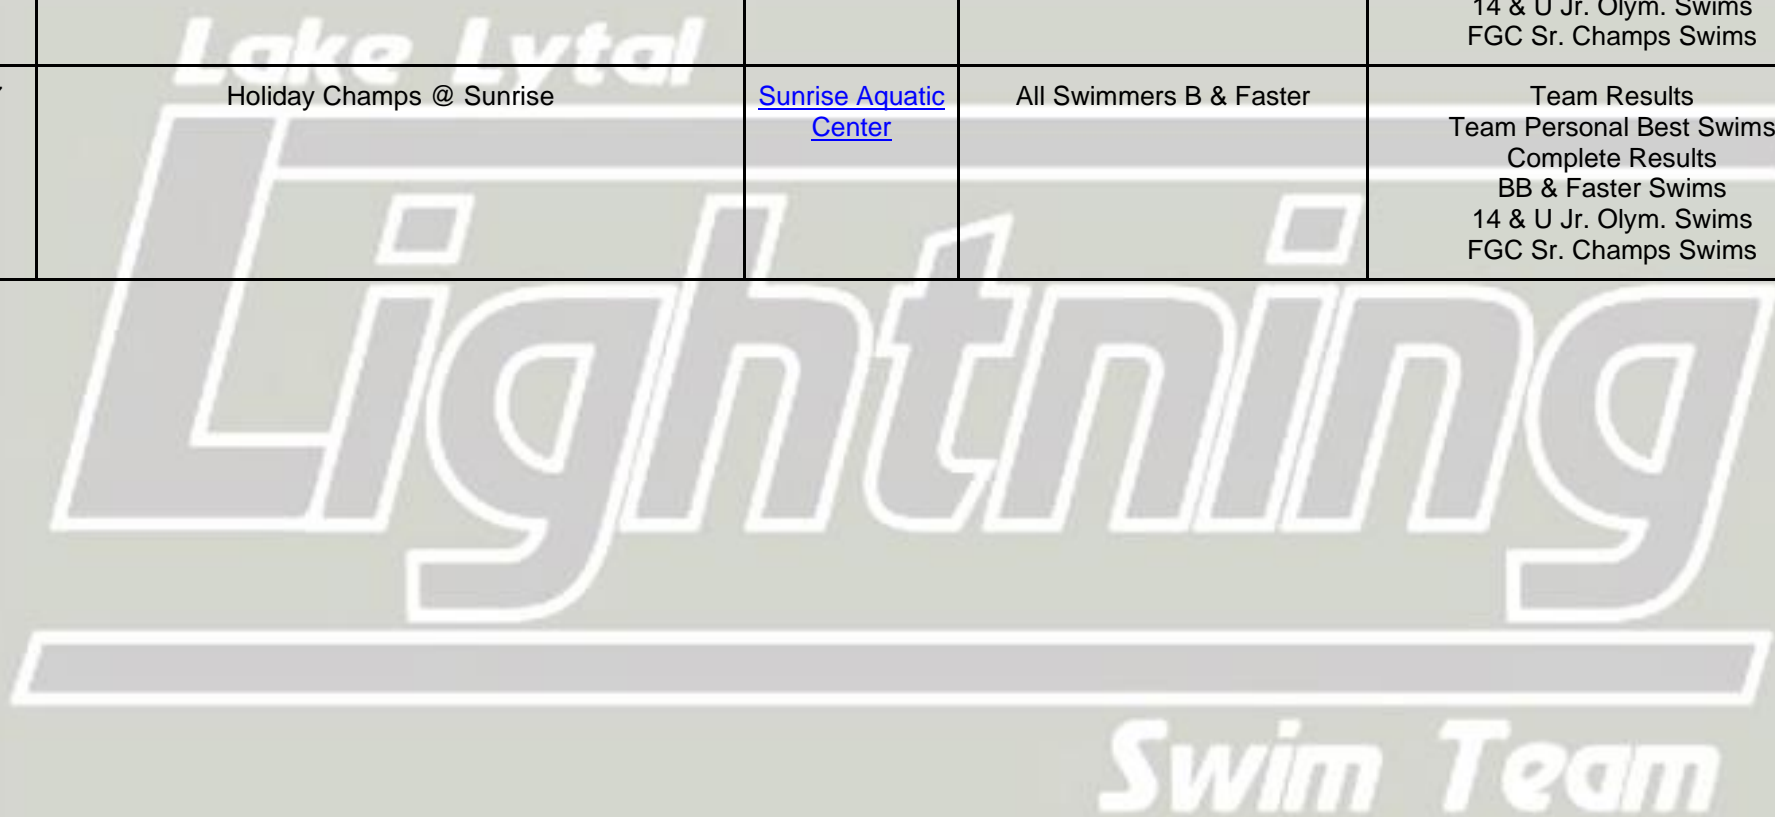 14 & U Jr. Olym. Swims
FGC Sr. Champs Swims
Lake Lytal
Holiday Champs @ Sunrise
Sunrise Aquatic
Center
All Swimmers B & Faster
Team Results
Team Personal Best Swims
Complete Results
BB & Faster Swims
14 & U Jr. Olym. Swims
FGC Sr. Champs Swims
Lightning
Swim Team